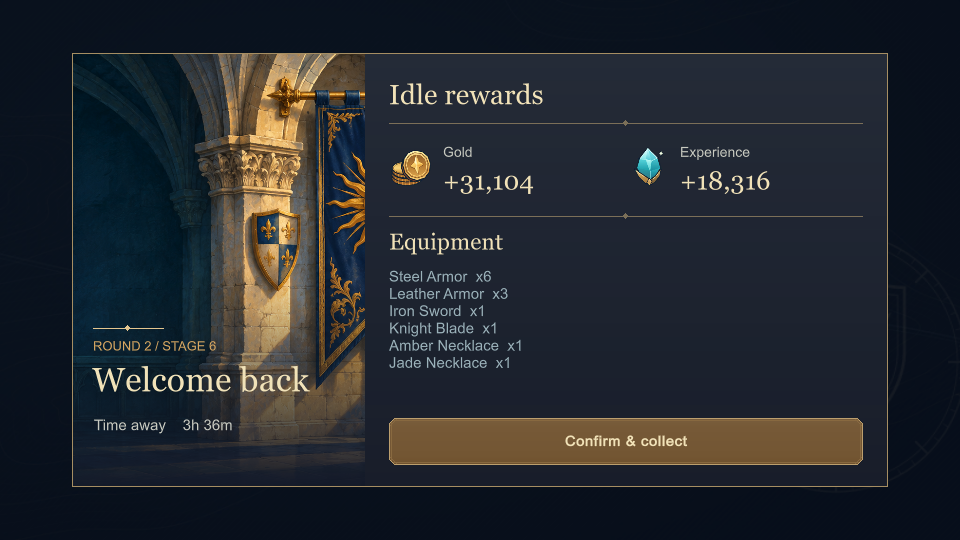 Idle rewards
Gold
+31,104
Experience
+18,316
Equipment
Steel Armor x6
Leather Armor x3
Iron Sword x1
Knight Blade x1
Amber Necklace x1
Jade Necklace x1
ROUND 2 / STAGE 6
Welcome back
Time away 3h 36m
Confirm & collect